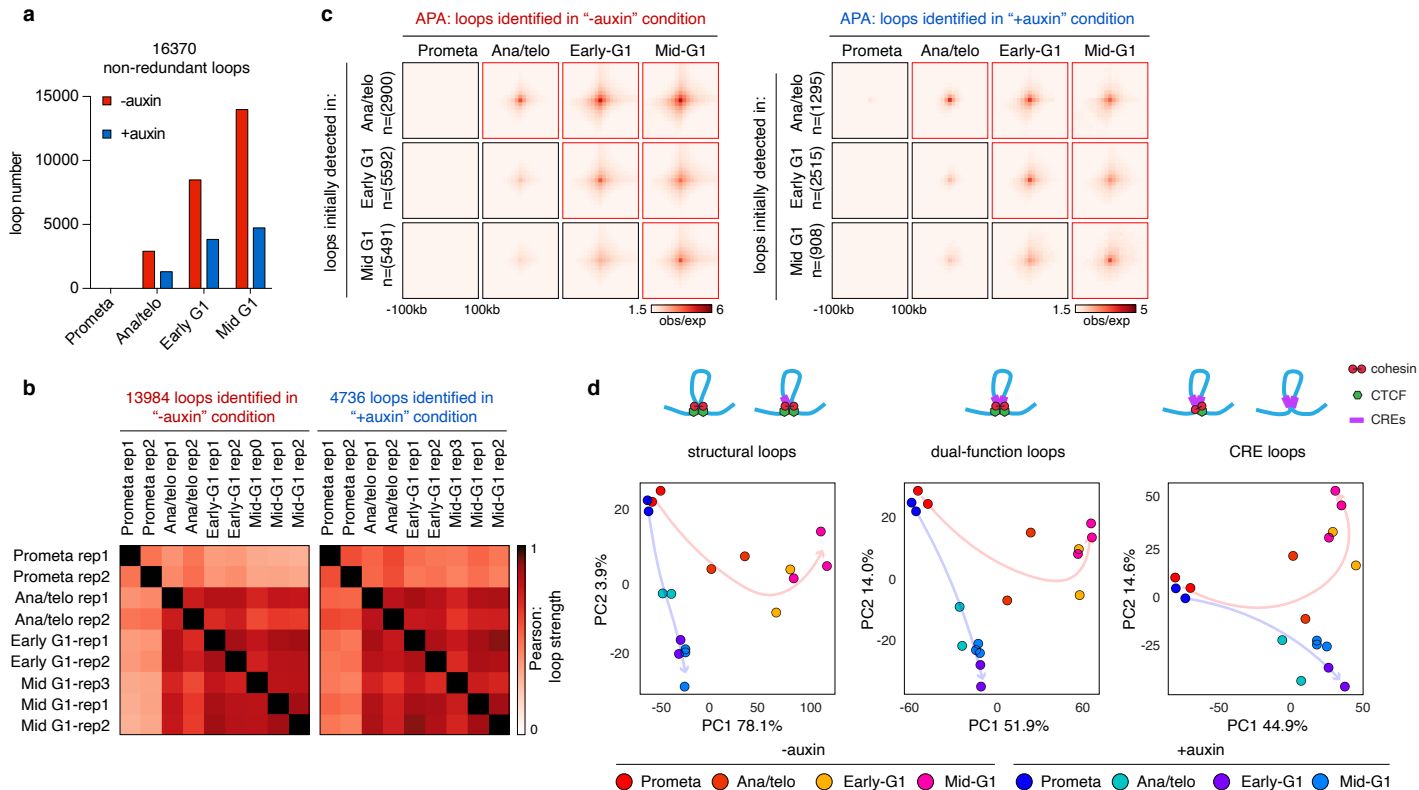 a
16370
non-redundant loops
-auxin
+auxin
loop number
15000
10000
5000
0
Prometa
Ana/telo
Early G1
Mid G1
c
APA: loops identified in "-auxin" condition
Prometa Ana/telo Early-G1 Mid-G1
loops initially detected in:
Ana/telo
n=(2900)
Early G1
n=(5592)
Mid G1
n=(5491)
-100kb 100kb
1.5 6
obs/exp
APA: loops identified in “+auxin” condition
Prometa Ana/telo Early-G1 Mid-G1
loops initially detected in:
Ana/telo
n=(1295)
Early G1
n=(2515)
Mid G1
n=(908)
-100kb 100kb
1.5 5
obs/exp
b
13984 loops identified in
“-auxin” condition
4736 loops identified in
“+auxin” condition
Prometa rep1
Prometa rep2
Ana/telo rep1
Ana/telo rep2
Early-G1 rep1
Early-G1 rep2
Mid-G1 rep0
Mid-G1 rep1
Mid-G1 rep2
Prometa rep1
Prometa rep2
Ana/telo rep1
Ana/telo rep2
Early-G1 rep1
Early-G1 rep2
Mid-G1 rep3
Mid-G1 rep1
Mid-G1 rep2
Prometa rep1
Prometa rep2
Ana/telo rep1
Ana/telo rep2
Early G1-rep1
Early G1-rep2
Mid G1-rep3
Mid G1-rep1
Mid G1-rep2
1
0
Pearson:
loop strength
d
cohesin
CTCF
CREs
structural loops
dual-function loops
CRE loops
PC2 3.9%
20
0
-20
-50 0 50 100
PC1 78.1%
PC2 14.0%
20
0
-20
-60 0
PC1 51.9%
PC2 14.6%
50
25
0
-25
-50 0 50
PC1 44.9%
-auxin
Prometa Ana/telo Early-G1 Mid-G1
+auxin
Prometa Ana/telo Early-G1 Mid-G1